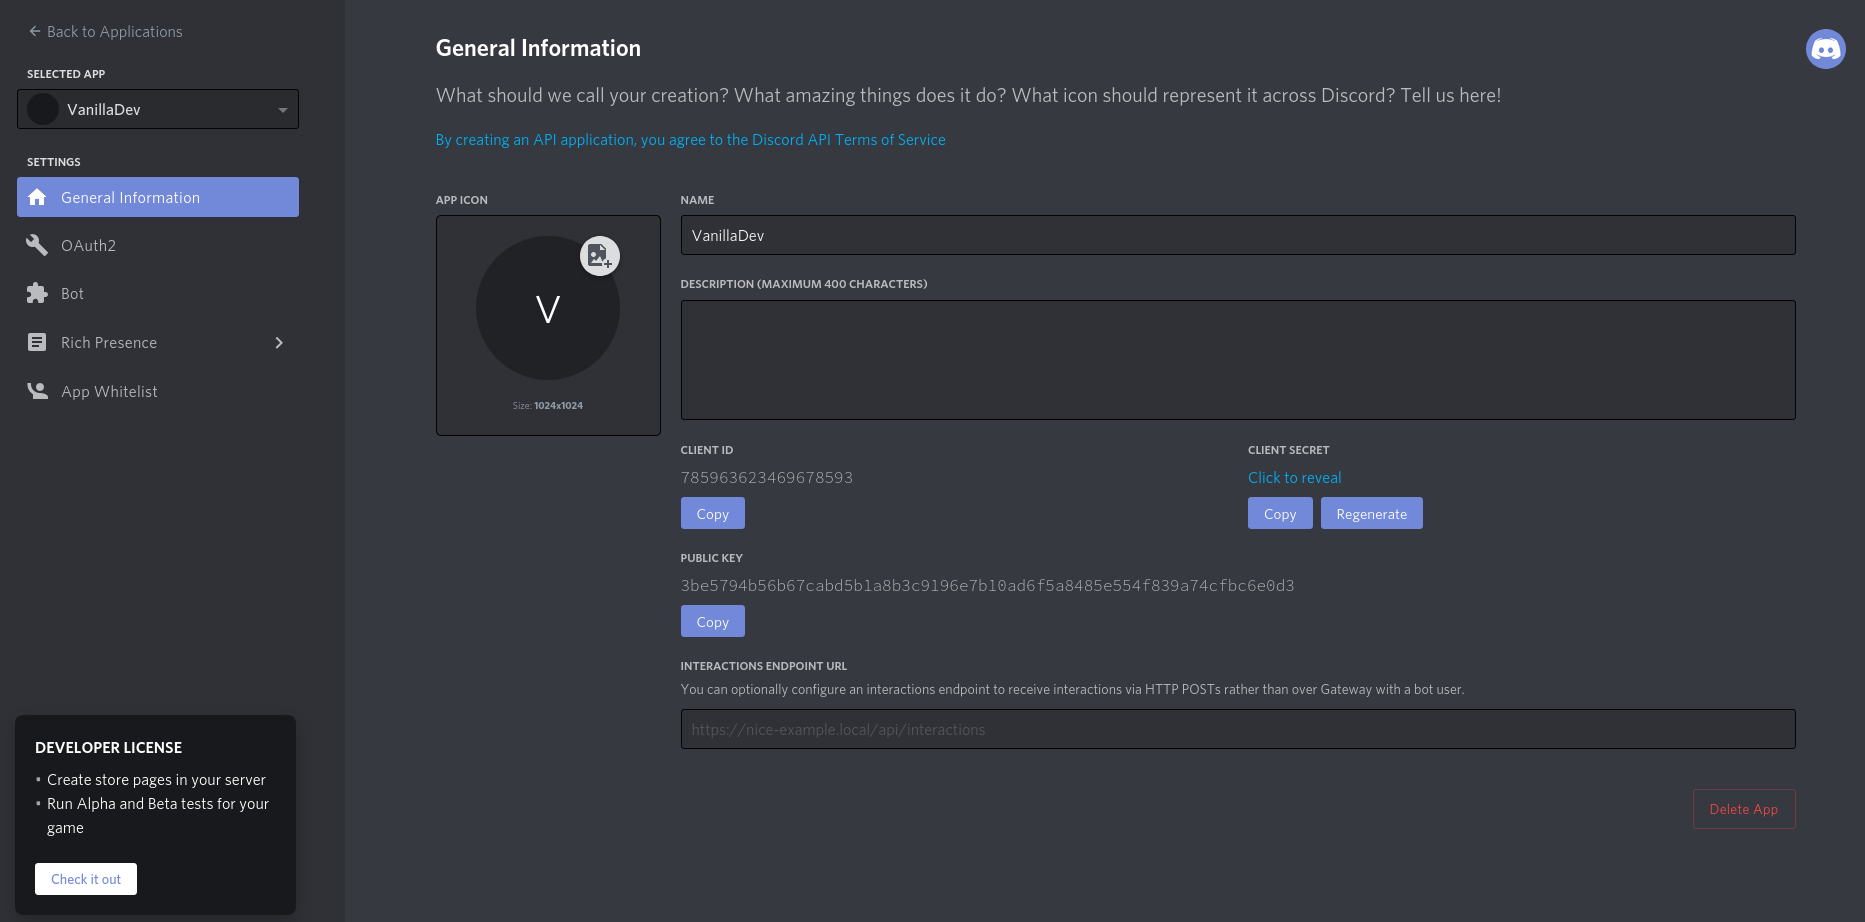 Back to Applications
SELECTED APP
VanillaDev
SETTINGS
General Information
OAuth2
Bot
Rich Presence
App Whitelist
DEVELOPER LICENSE
• Create store pages in your server
• Run Alpha and Beta tests for your
game
Check it out
General Information
What should we call your creation? What amazing things does it do? What icon should represent it across Discord? Tell us here!
By creating an API application, you agree to the Discord API Terms of Service
APP ICON
V
Size: 1024x1024
NAME
VanillaDev
DESCRIPTION (MAXIMUM 400 CHARACTERS)
CLIENT ID
785963623469678593
Copy
CLIENT SECRET
Click to reveal
Copy Regenerate
PUBLIC KEY
3be5794b56b67cabd5b1a8b3c9196e7b10ad6f5a8485e554f839a74cfbc6e0d3
Copy
INTERACTIONS ENDPOINT URL
You can optionally configure an interactions endpoint to receive interactions via HTTP POSTs rather than over Gateway with a bot user.
https://nice-example.local/api/interactions
Delete App